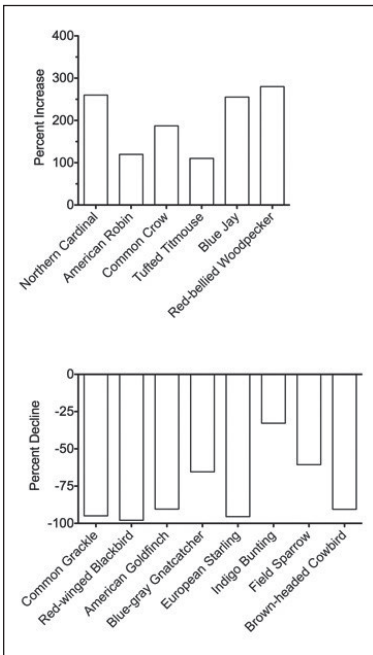 Percent Increase
400
300
200
100
0
Northern Cardinal
American Robin
Common Crow
Tufted Titmouse
Blue Jay
Red-bellied Woodpecker
Percent Decline
0
-25
-50
-75
-100
Common Grackle
Red-winged Blackbird
American Goldfinch
Blue-gray Gnatcatcher
European Starling
Indigo Bunting
Field Sparrow
Brown-headed Cowbird